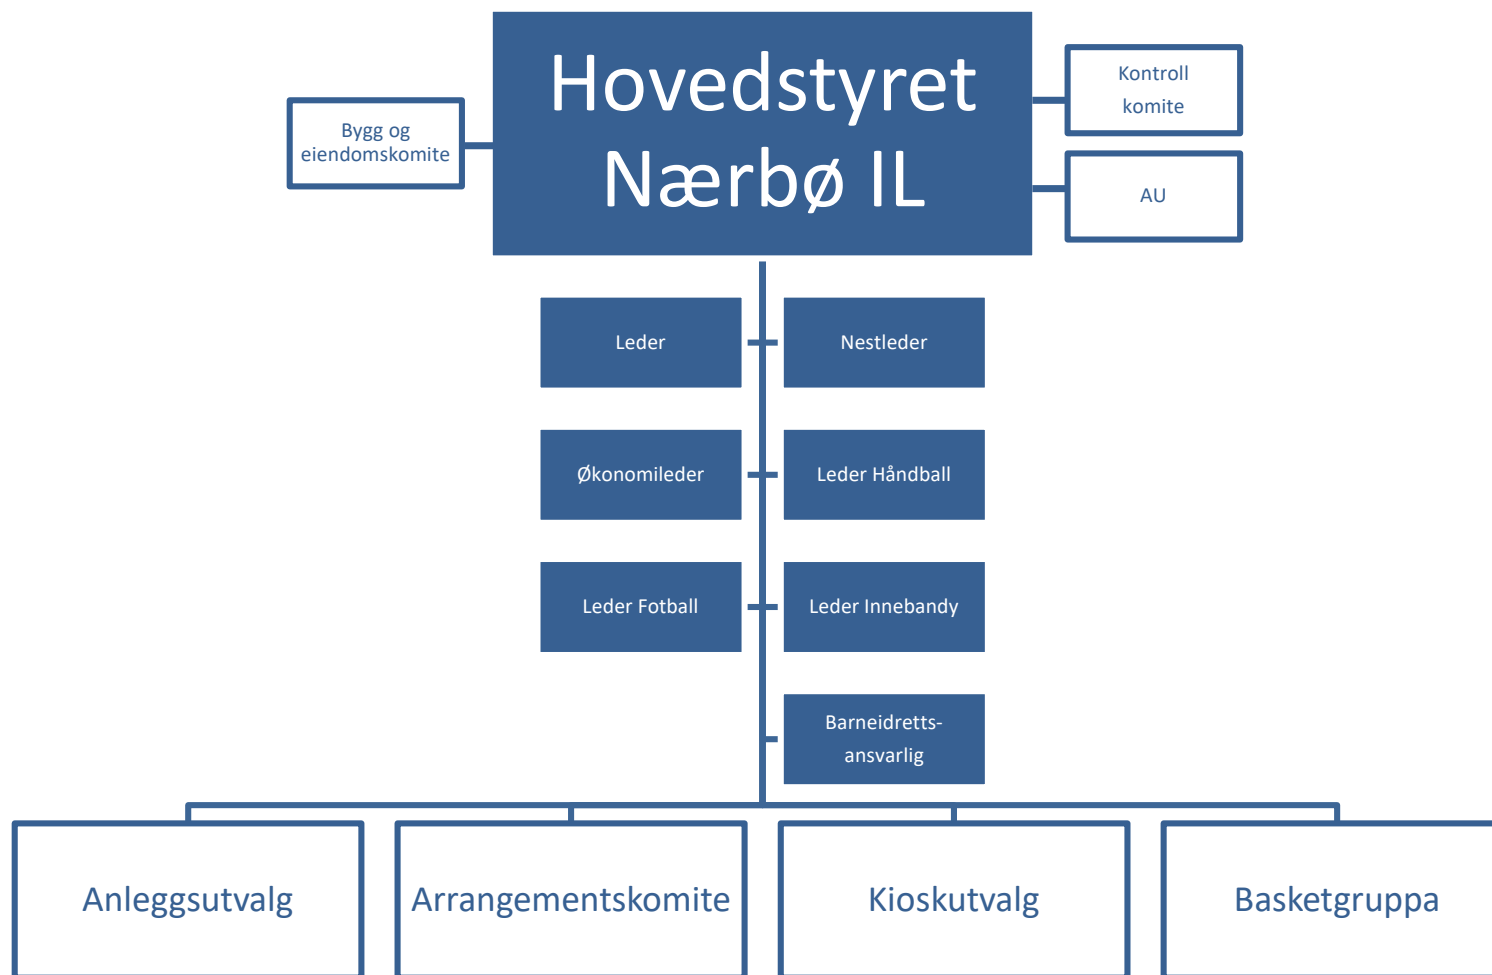 Hovedstyret
Nærbø IL
Bygg og
eiendomskomite
Kontroll
komite
AU
Leder
Nestleder
Økonomileder
Leder Håndball
Leder Fotball
Leder Innebandy
Barneidretts-
ansvarlig
Anleggsutvalg
Arrangementskomite
Kioskutvalg
Basketgruppa